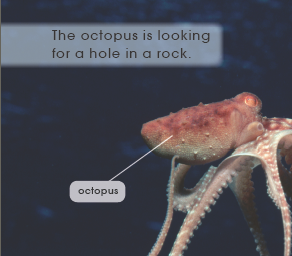 The octopus is looking
for a hole in a rock.
octopus